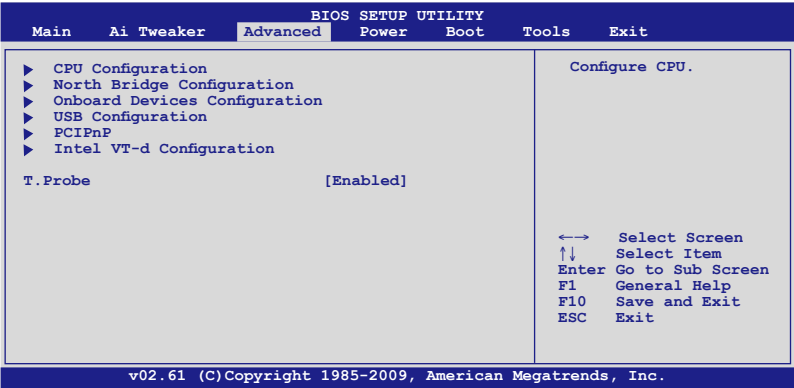 BIOS SETUP UTILITY
Main Ai Tweaker Advanced Power Boot Tools Exit
CPU Configuration
North Bridge Configuration
Onboard Devices Configuration
USB Configuration
PCIPnP
Intel VT-d Configuration
T.Probe [Enabled]
Configure CPU.
←→ Select Screen
↑↓ Select Item
Enter Go to Sub Screen
F1 General Help
F10 Save and Exit
ESC Exit
v02.61 (C)Copyright 1985-2009, American Megatrends, Inc.